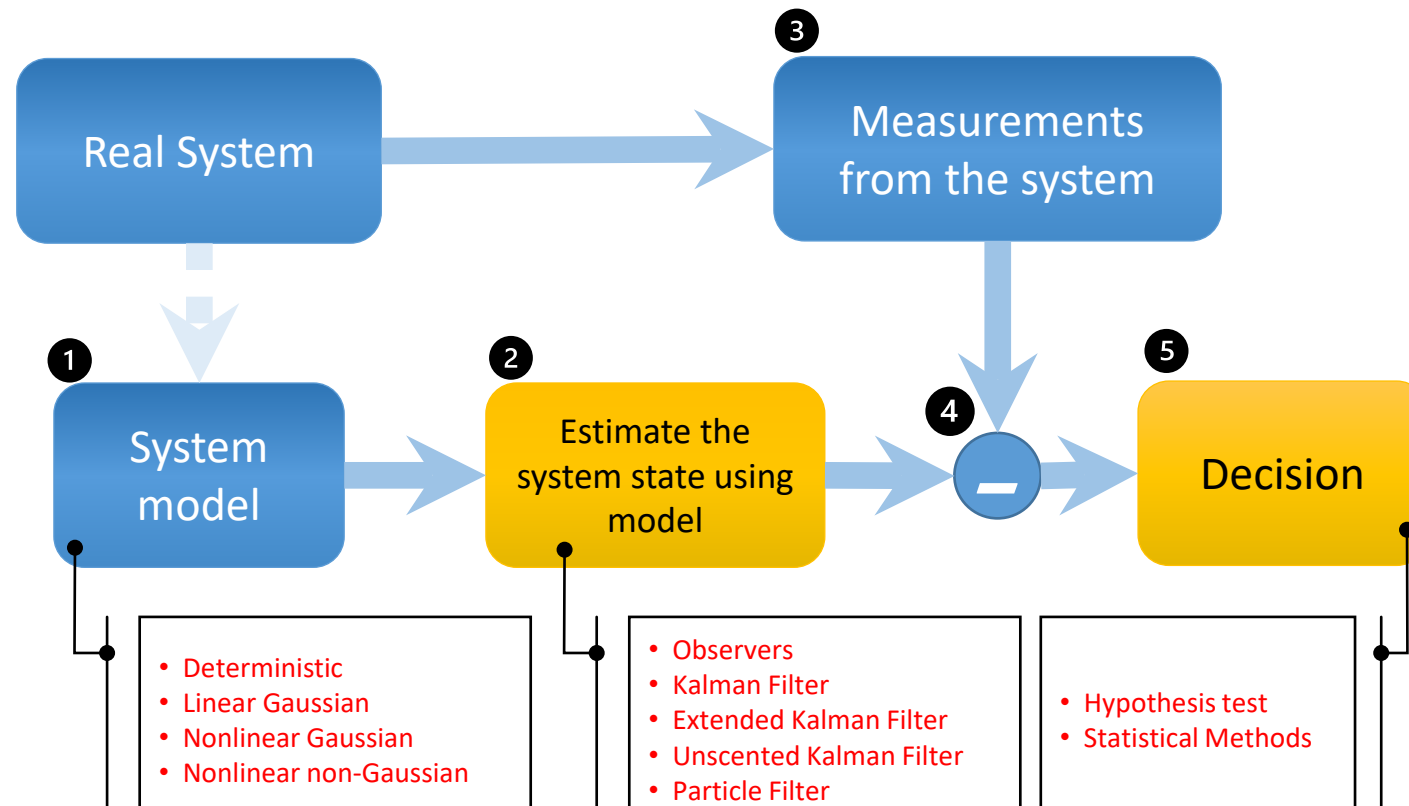 3
Real System
Measurements
from the system
1
2
4
5
System
model
Estimate the
system state using
model
–
Decision
• Deterministic
• Linear Gaussian
• Nonlinear Gaussian
• Nonlinear non-Gaussian
• Observers
• Kalman Filter
• Extended Kalman Filter
• Unscented Kalman Filter
• Particle Filter
• Hypothesis test
• Statistical Methods